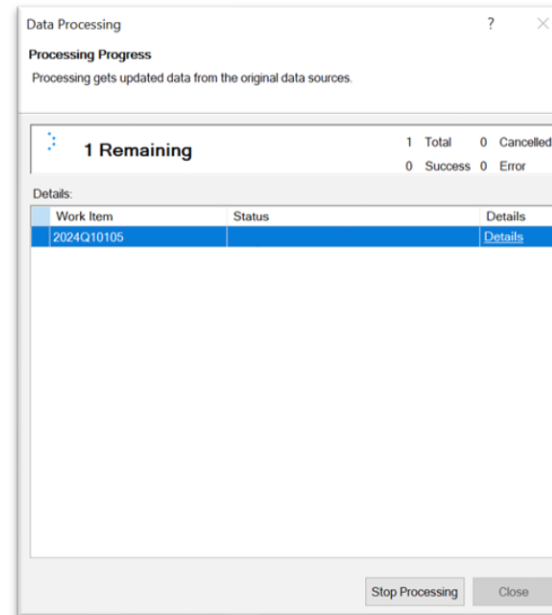 Data Processing ?
Processing Progress
Processing gets updated data from the original data sources.
1 Remaining
1 Total 0 Cancelled
0 Success 0 Error
Details:
Work Item Status Details
2024Q10105 Details
Stop Processing Close